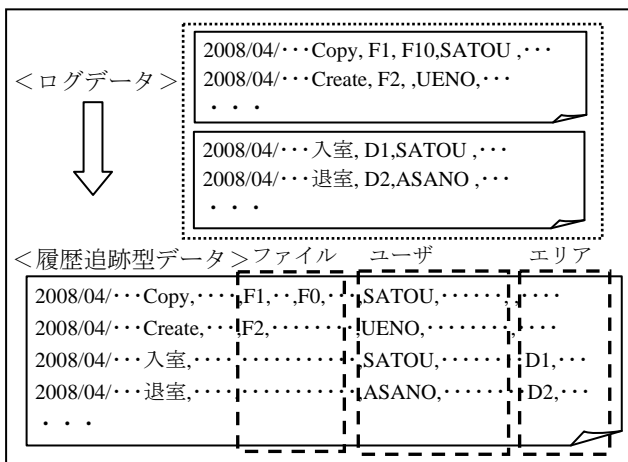 2008/04/･･･Copy, F1, F10,SATOU ,･･･
2008/04/･･･Create, F2, ,UENO,･･･
・・・
＜ログデータ＞
2008/04/･･･入室, D1,SATOU ,･･･
2008/04/･･･退室, D2,ASANO ,･･･
・・・
＜履歴追跡型データ＞ファイル ユーザ エリア
2008/04/･･･Copy,･････,F1,･･,F0,････,SATOU,･･･････, ,･････
2008/04/･･･Create,･･･,F2,････････,UENO,････････,･････
2008/04/･･･入室,･････････････････,SATOU,･･･････D1,･･･
2008/04/･･･退室,･････････････････,ASANO,･･･････D2,･･･
・・・